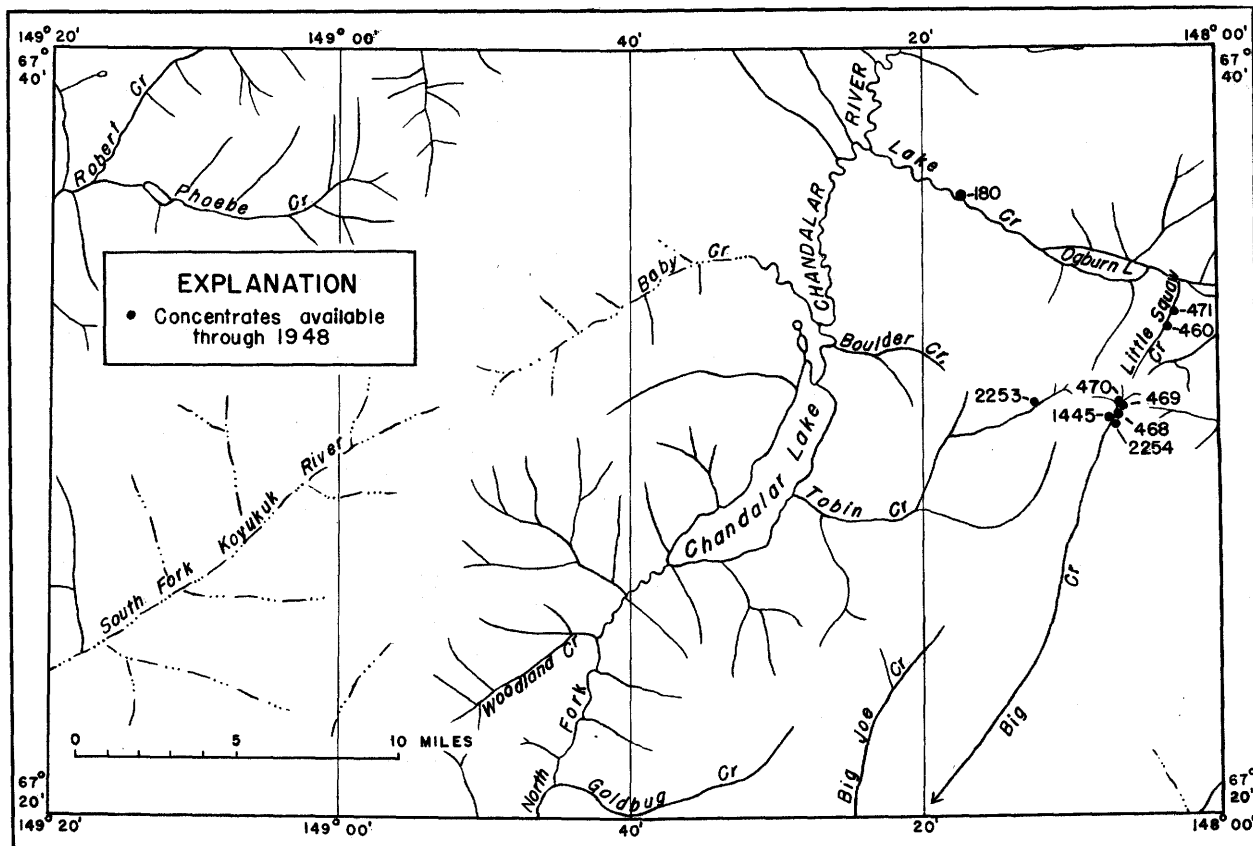 149° 20'
149° 00'
40'
20'
148° 00'
67°
40'
67°
40'
Robert Cr
Phoebe Cr
RIVER
CHANDALAR
Lake Cr
180
Ogburn L
Little Squaw Cr
471
460
Baby Cr
Boulder Cr.
EXPLANATION
• Concentrates available
through 1948
2253
470
469
1445
468
2254
South Fork Koyukuk River
Chandalar Lake
Tobin Cr
Woodland Cr
North Fork
Goldbug Cr
Big Joe Cr
Big Cr
0 5 10 MILES
67°
20'
67°
20'
149° 20'
149° 00'
40'
20'
148° 00'